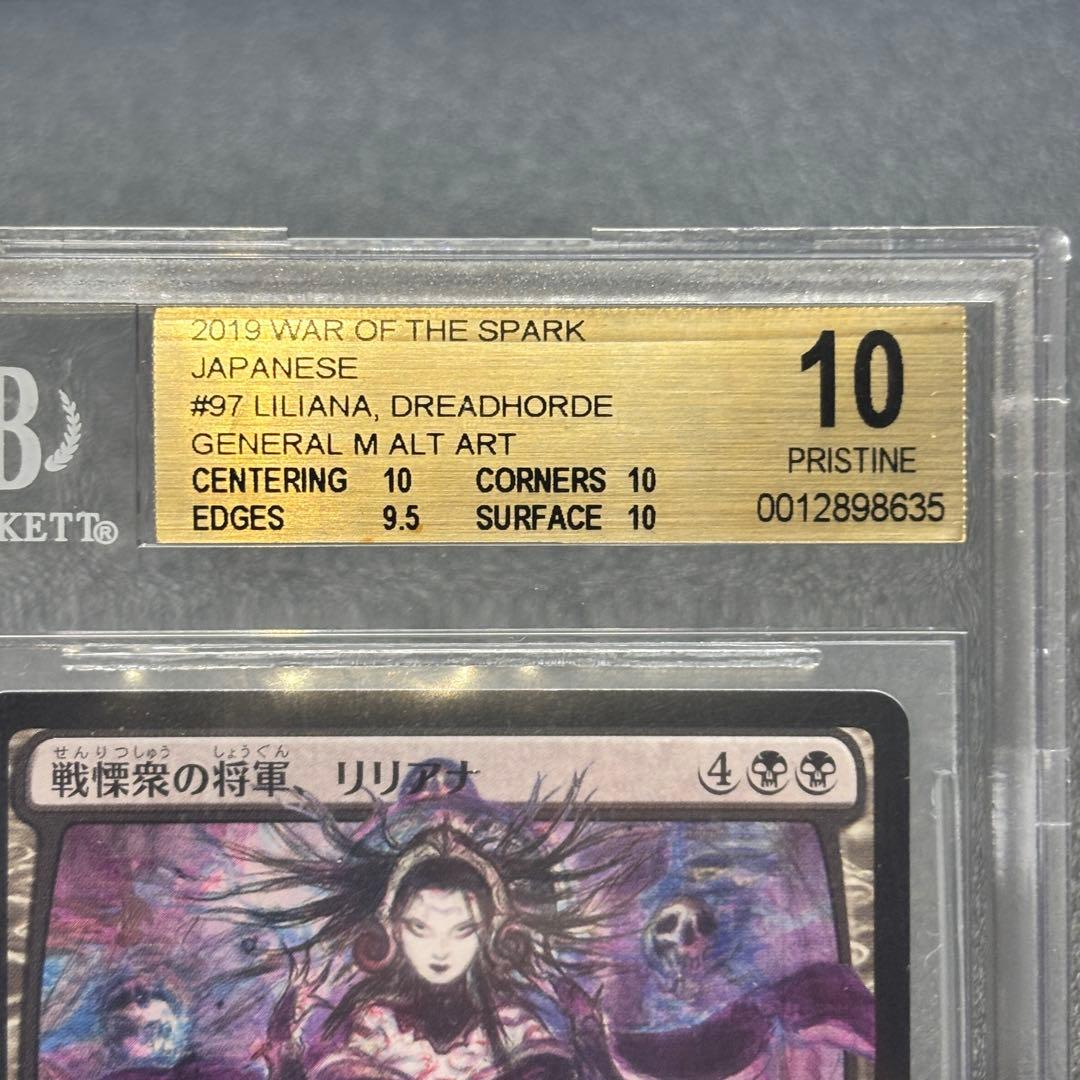 2019 WAR OF THE SPARK
JAPANESE
#97 LILIANA, DREADHORDE
GENERAL M ALT ART
CENTERING 10 CORNERS 10
EDGES 9.5 SURFACE 10
10
PRISTINE
0012898635
B
KETT®
せんりつしゅう しょうぐん
戦慄衆の将軍、リリアナ 4